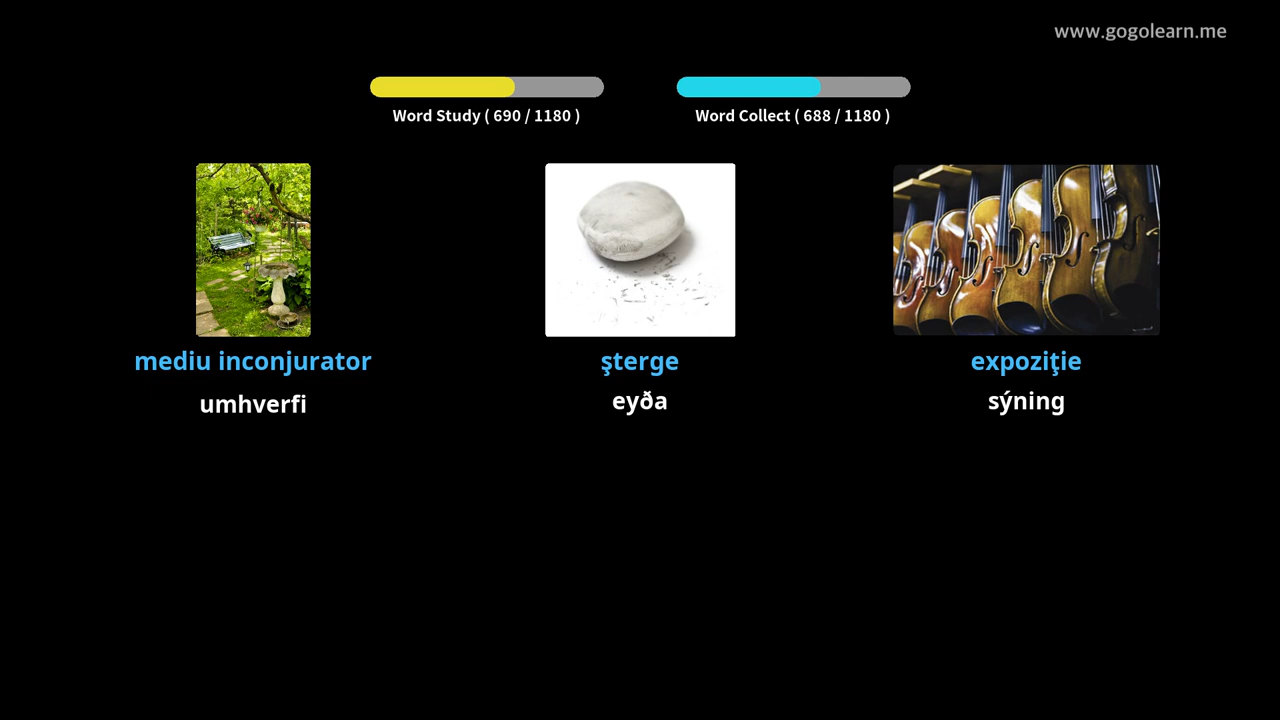 www.gogolearn.me
Word Study ( 690 / 1180 )
Word Collect ( 688 / 1180 )
mediu inconjurator
umhverfi
şterge
eyða
expoziţie
sýning